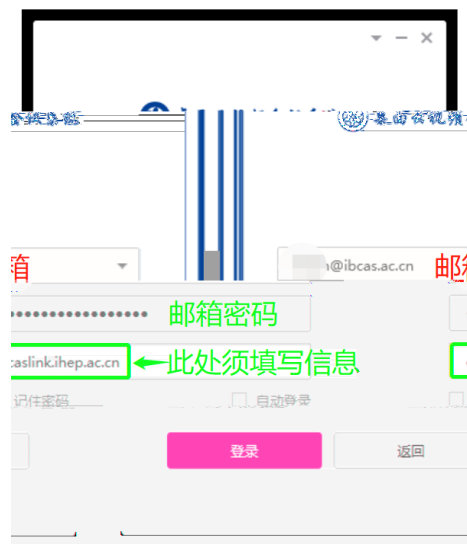 箱
@ibcas.ac.cn
邮箱密码
caslink.ihep.ac.cn
此处须填写信息
记住密码
自动登录
登录
返回